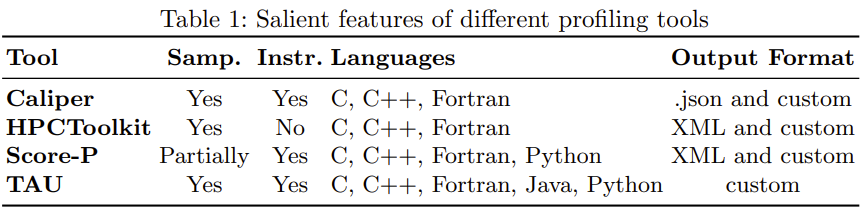 Table 1: Salient features of different profiling tools
Tool Samp. Instr. Languages Output Format
Caliper Yes Yes C, C++, Fortran .json and custom
HPCToolkit Yes No C, C++, Fortran XML and custom
Score-P Partially Yes C, C++, Fortran, Python XML and custom
TAU Yes Yes C, C++, Fortran, Java, Python custom